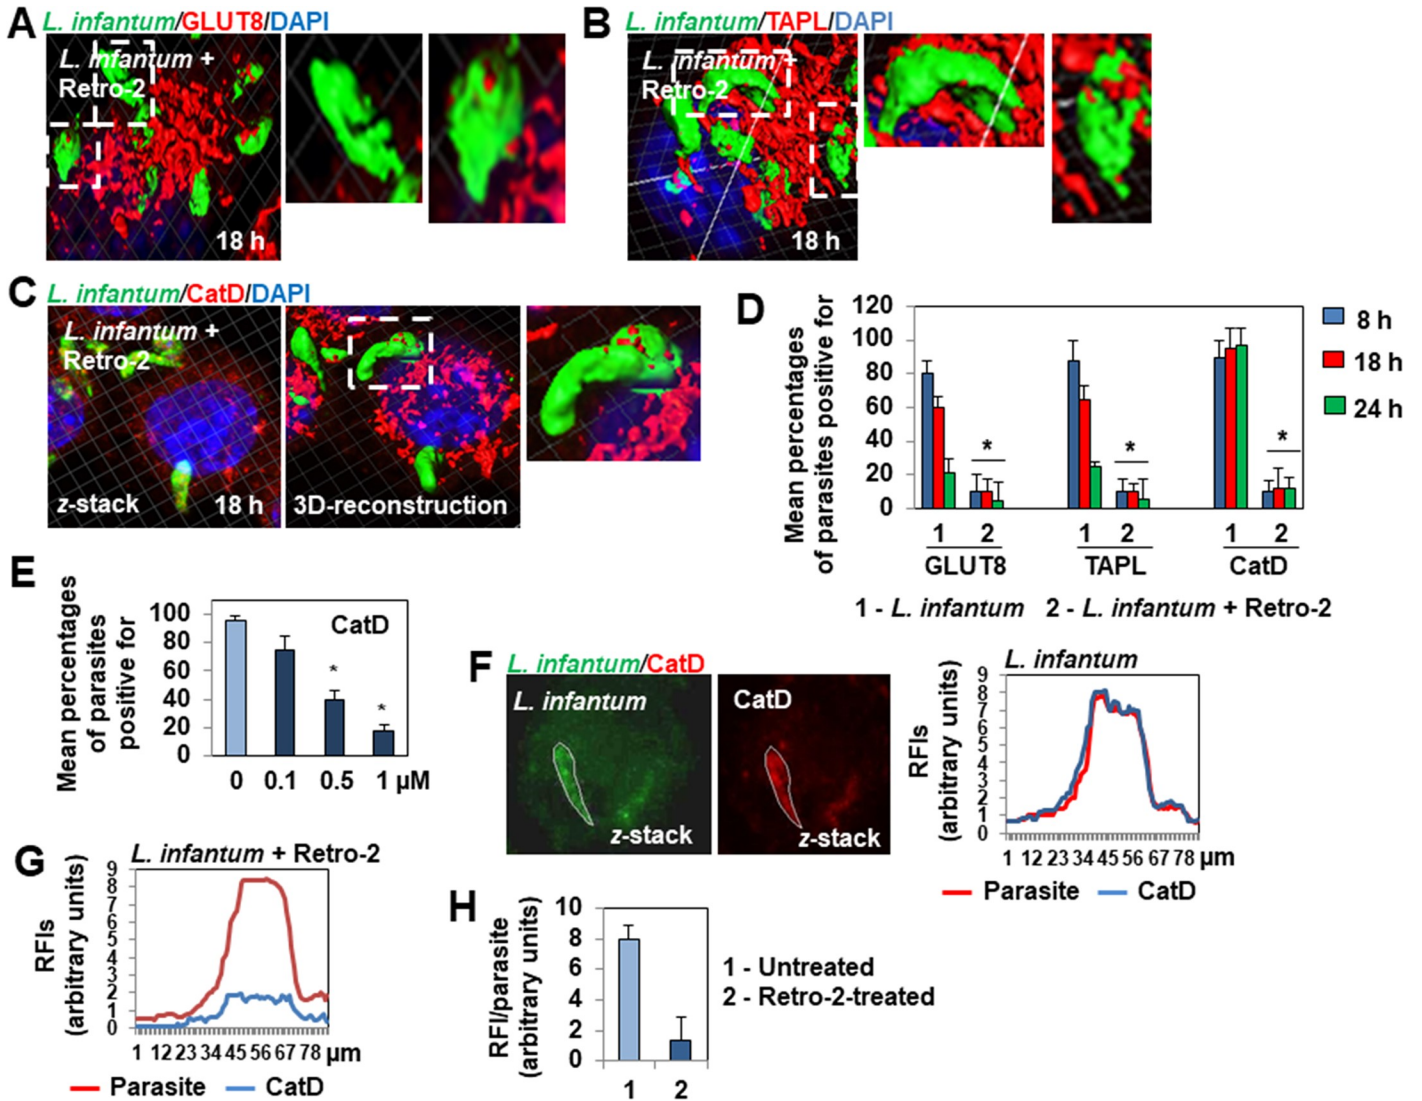 A
L. infantum/GLUT8/DAPI
L. infantum +
Retro-2
18 h
B
L. infantum/TAPL/DAPI
L. infantum +
Retro-2
18 h
C
L. infantum/CatD/DAPI
L. infantum +
Retro-2
z-stack
18 h
3D-reconstruction
D
Mean percentages
of parasites positive for
120
100
80
60
40
20
0
1 2
GLUT8
1 2
TAPL
1 2
CatD
* * *
8 h
18 h
24 h
1 - L. infantum 2 - L. infantum + Retro-2
E
Mean percentages
of parasites
positive for
100
80
60
40
20
0
CatD
*
*
0 0.1 0.5 1 µM
F
L. infantum/CatD
L. infantum
z-stack
CatD
z-stack
L. infantum
RFIs
(arbitrary units)
9
8
7
6
5
4
3
2
1
0
1 12 23 34 45 56 67 78 µm
Parasite CatD
G
L. infantum + Retro-2
RFIs
(arbitrary units)
9
8
7
6
5
4
3
2
1
0
1 12 23 34 45 56 67 78 µm
Parasite CatD
H
RFI/parasite
(arbitrary units)
10
8
6
4
2
0
1 2
1 - Untreated
2 - Retro-2-treated